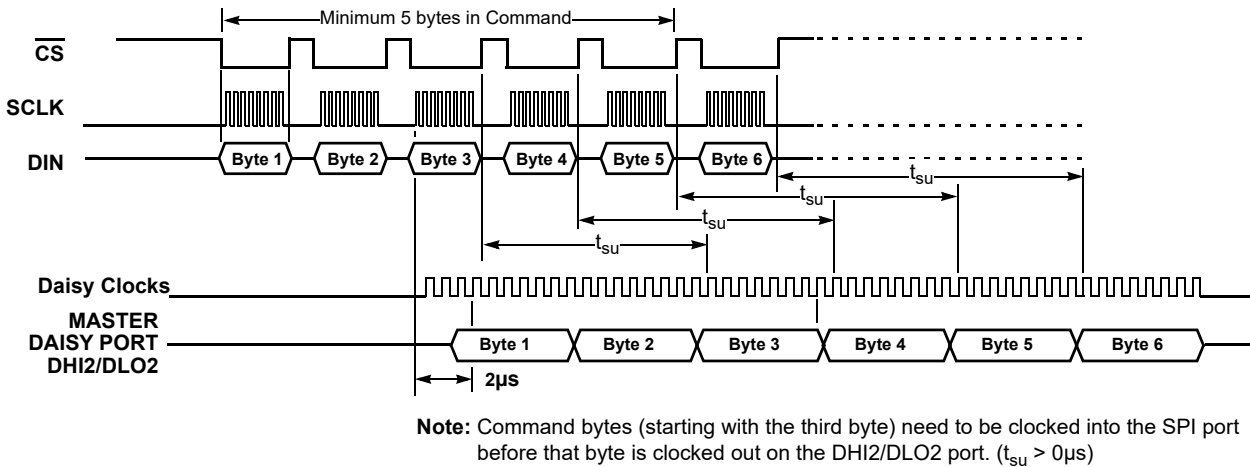 Minimum 5 bytes in Command
CS
SCLK
DIN
Byte 1
Byte 2
Byte 3
Byte 4
Byte 5
Byte 6
tsu
tsu
tsu
tsu
Daisy Clocks
MASTER
DAISY PORT
DHI2/DLO2
Byte 1
Byte 2
Byte 3
Byte 4
Byte 5
Byte 6
2µs
Note: Command bytes (starting with the third byte) need to be clocked into the SPI port
before that byte is clocked out on the DHI2/DLO2 port. (tsu > 0µs)